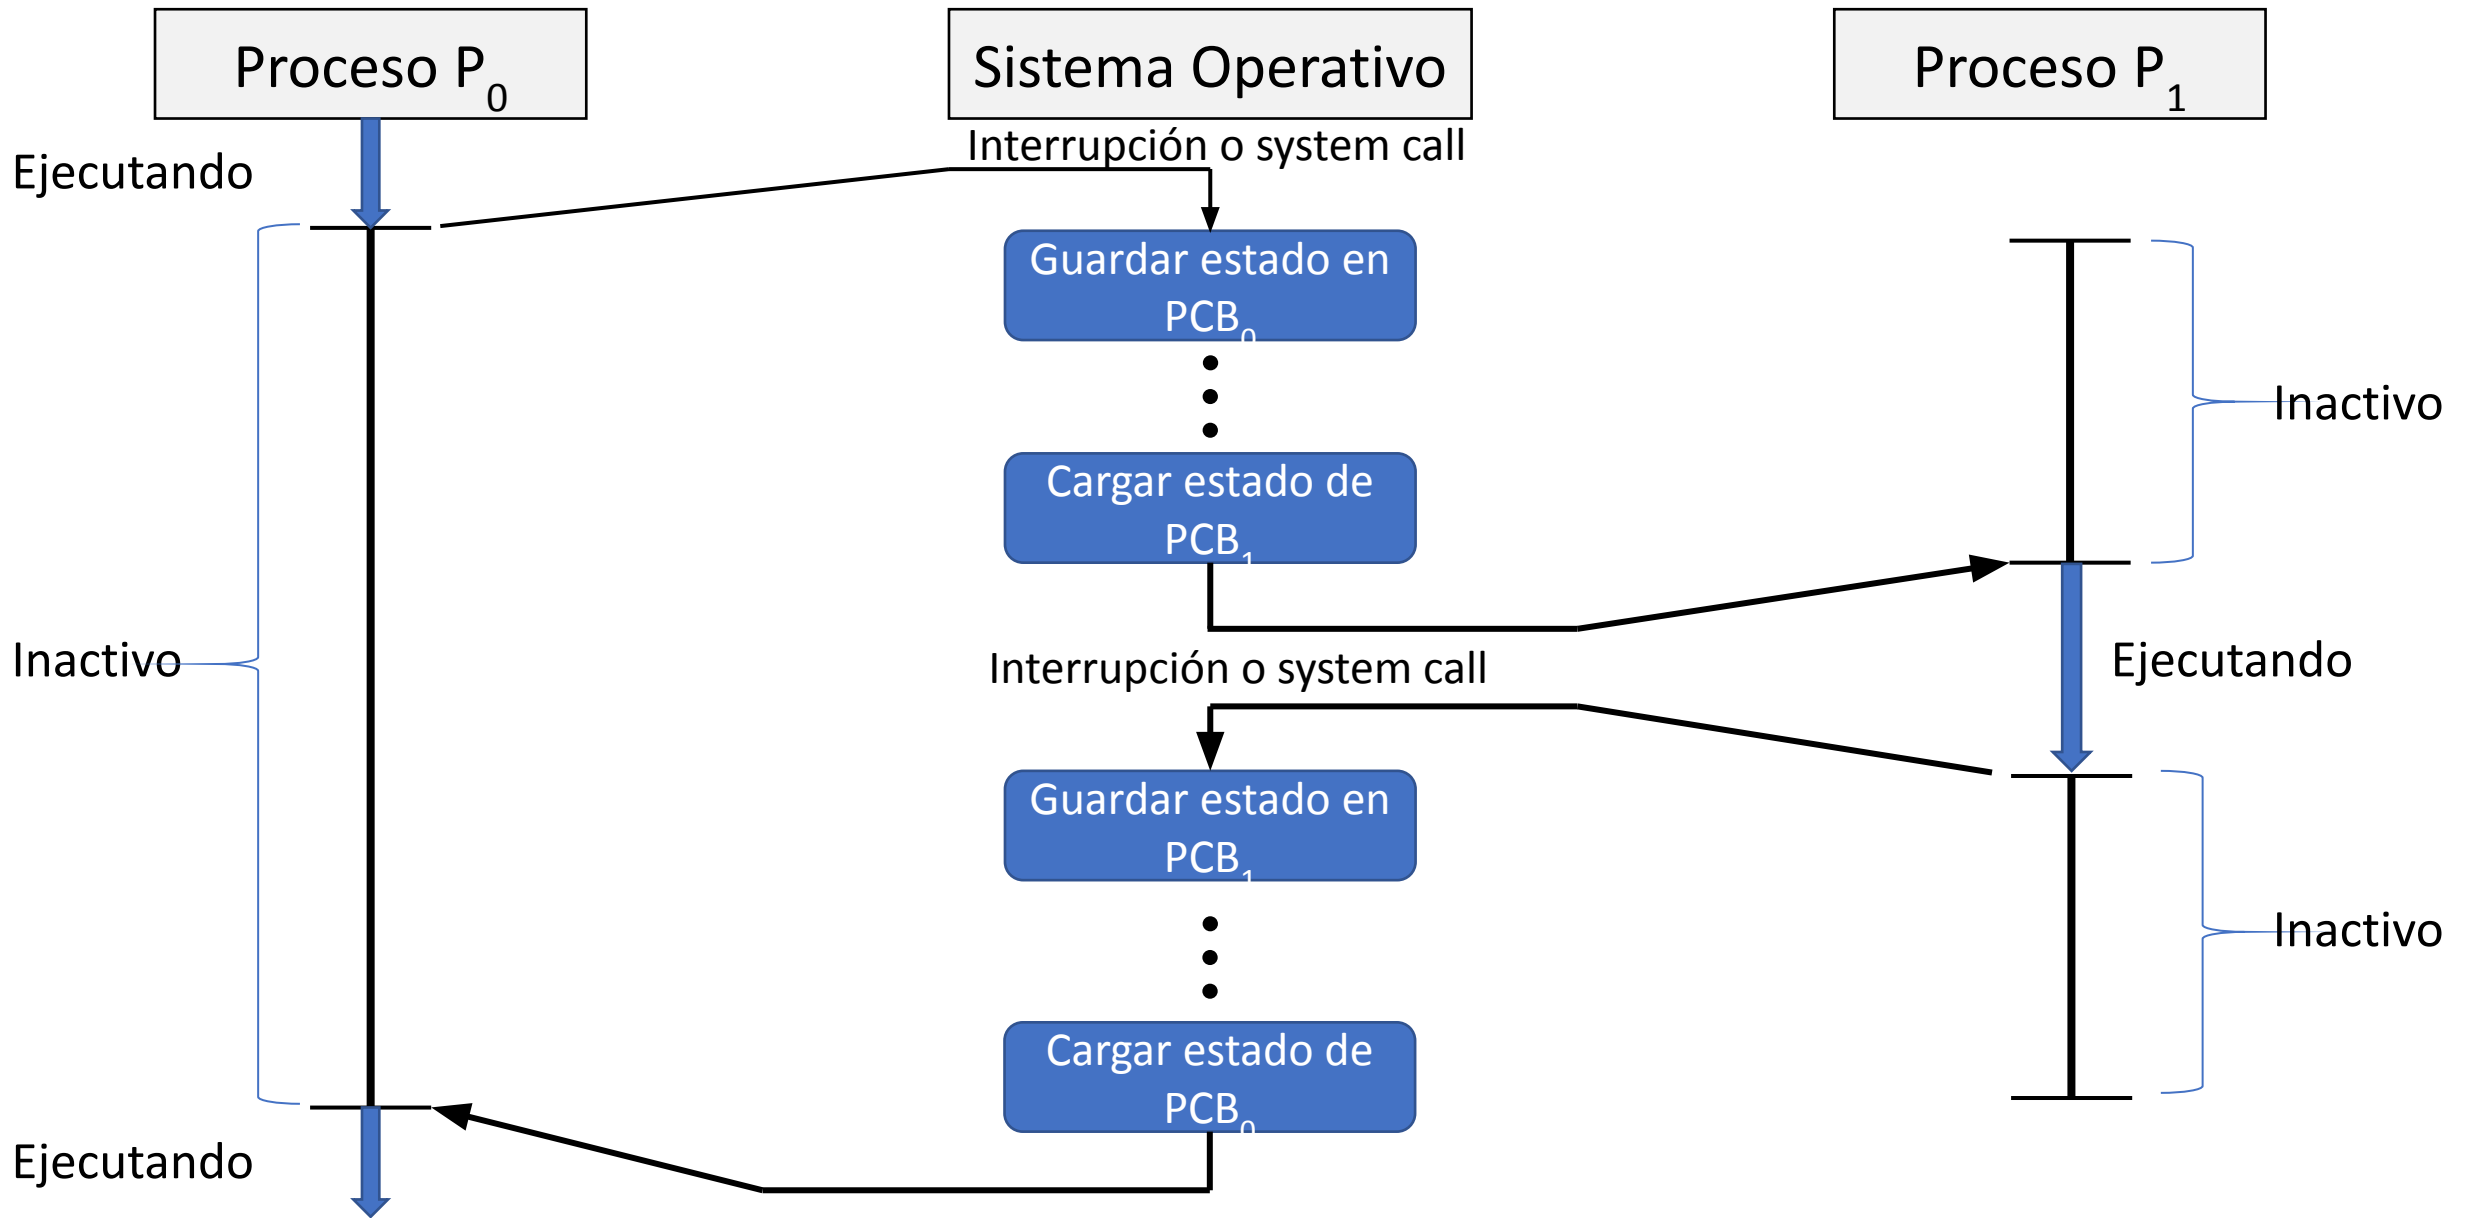 Proceso P0
Sistema Operativo
Proceso P1
Interrupción o system call
Ejecutando
Guardar estado en
PCB0
Inactivo
Cargar estado de
PCB1
Inactivo
Interrupción o system call
Ejecutando
Guardar estado en
PCB1
Inactivo
Cargar estado de
PCB0
Ejecutando